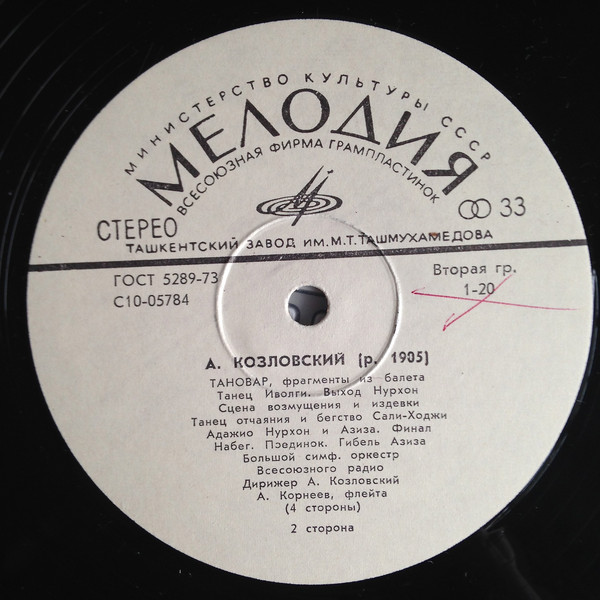 МИНИСТЕРСТВО КУЛЬТУРЫ СССР
МЕЛОДИЯ
ВСЕСОЮЗНАЯ ФИРМА ГРАМПЛАСТИНОК
СТЕРЕО
33
ТАШКЕНТСКИЙ ЗАВОД ИМ. М.Т.ТАШМУХАМЕДОВА
ГОСТ 5289-73
Вторая гр.
С10-05784
1-20
А. КОЗЛОВСКИЙ (р. 1905)
ТАНОВАР, фрагменты из балета
Танец Иволги. Выход Нурхон
Сцена возмущения и издевки
Танец отчаяния и бегство Сали-Ходжи
Адажио Нурхон и Азиза. Финал
Набег. Поединок. Гибель Азиза
Большой симф. оркестр
Всесоюзного радио
Дирижер А. Козловский
А. Корнеев, флейта
(4 стороны)
2 сторона